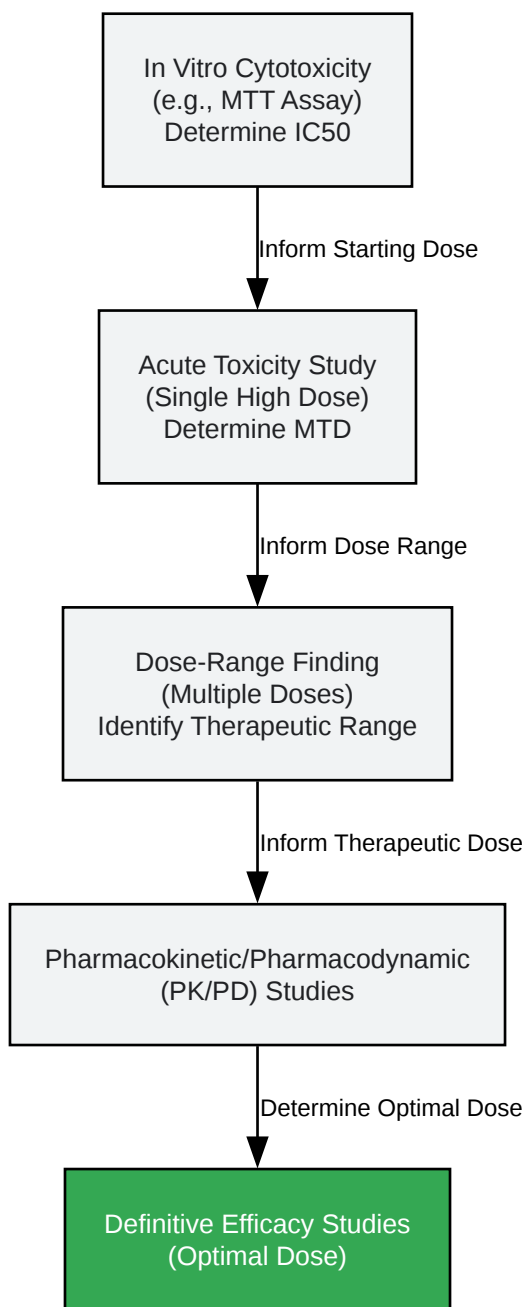 In Vitro Cytotoxicity
(e.g., MTT Assay)
Determine IC50
Inform Starting Dose
Acute Toxicity Study
(Single High Dose)
Determine MTD
Inform Dose Range
Dose-Range Finding
(Multiple Doses)
Identify Therapeutic Range
Inform Therapeutic Dose
Pharmacokinetic/Pharmacodynamic
(PK/PD) Studies
Determine Optimal Dose
Definitive Efficacy Studies
(Optimal Dose)